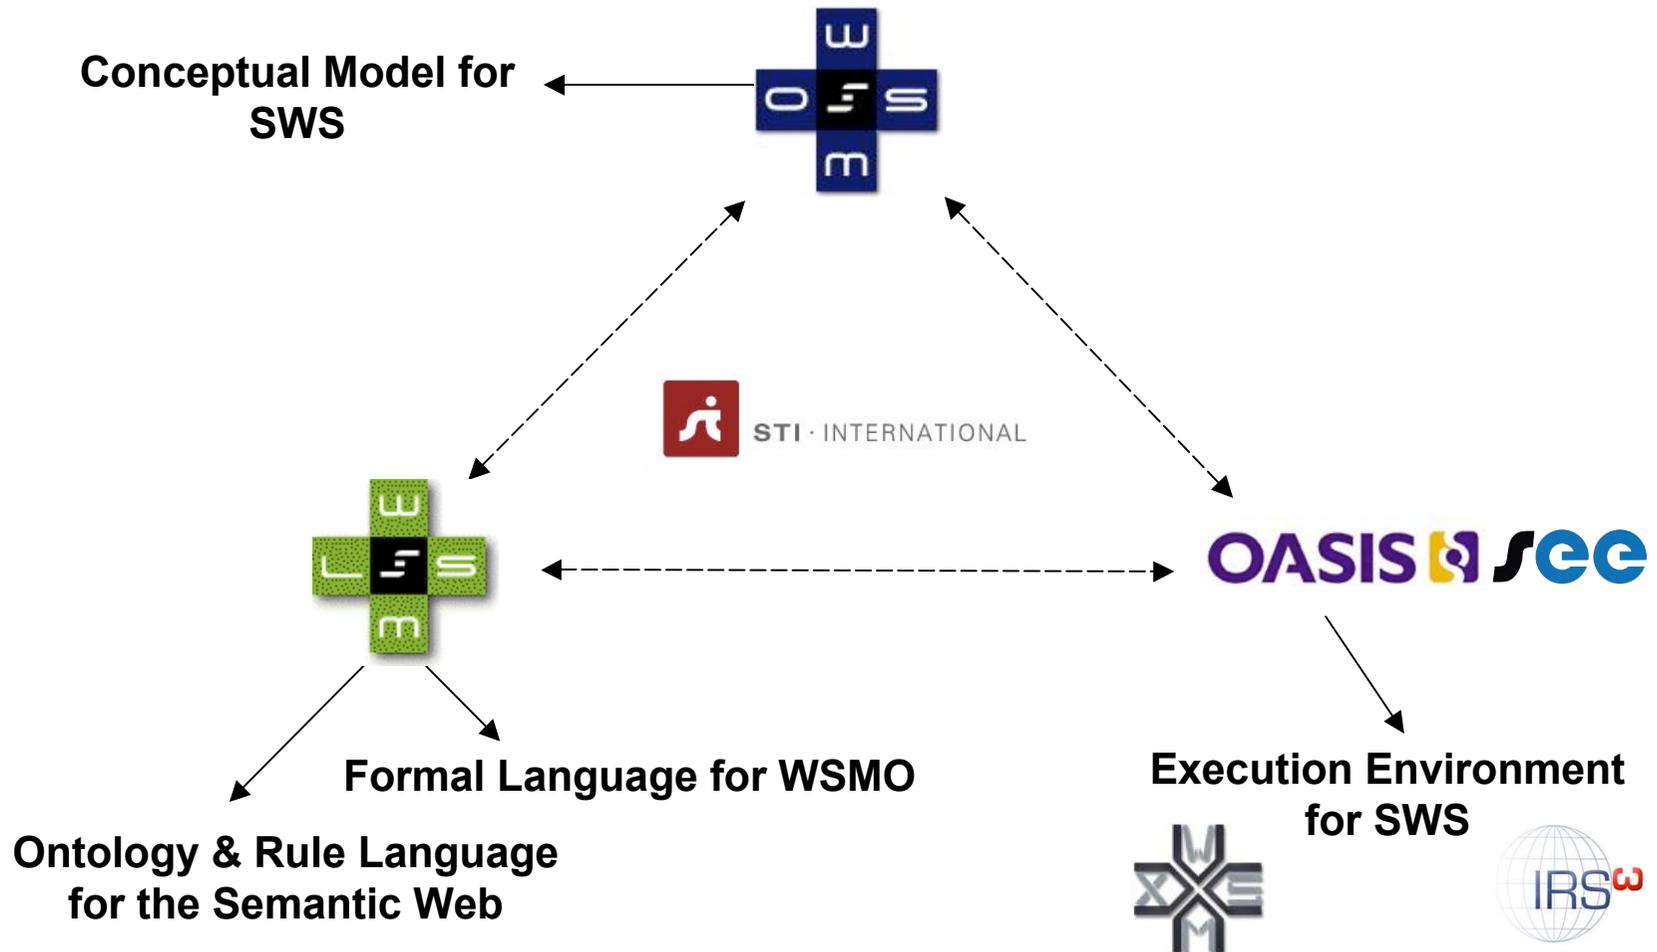 W
Conceptual Model for
SWS
O S
M
STI · INTERNATIONAL
W
L S
M
OASIS see
Formal Language for WSMO
Execution Environment
for SWS
Ontology & Rule Language
for the Semantic Web
W
X S
M
IRS3